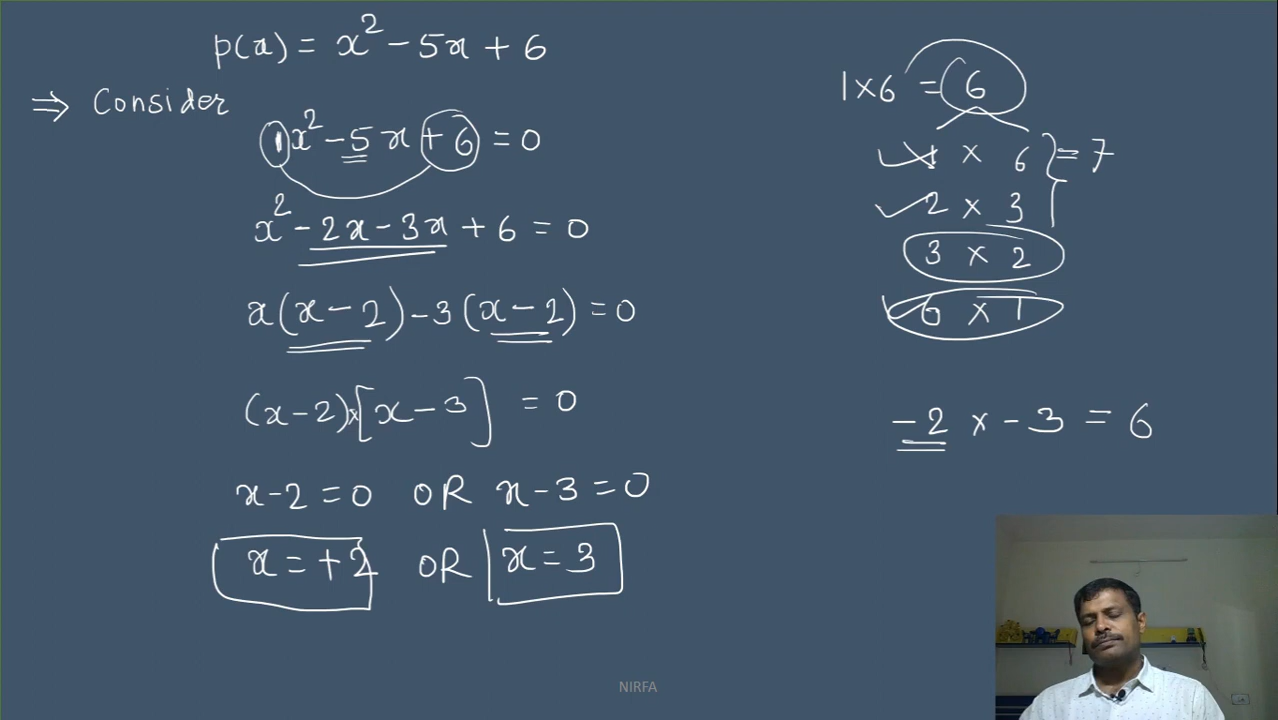 p(x) = x² - 5x + 6
⇒ Consider
1x² - 5x + 6 = 0
x² - 2x - 3x + 6 = 0
x(x - 2) - 3(x - 2) = 0
(x - 2) × [x - 3] = 0
x - 2 = 0 OR x - 3 = 0
x = +2 OR x = 3
1 × 6 = 6
1 × 6 } = 7
2 × 3
3 × 2
6 × 1
-2 × -3 = 6
NIRFA